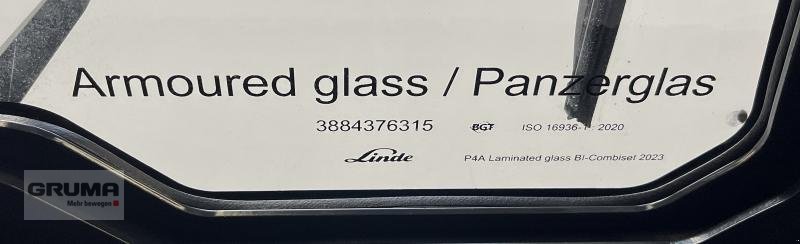 Armoured glass / Panzerglas
3884376315 BGT ISO 16936-1: 2020
Linde P4A Laminated glass BI-Combiset 2023
GRUMA
Mehr bewegen